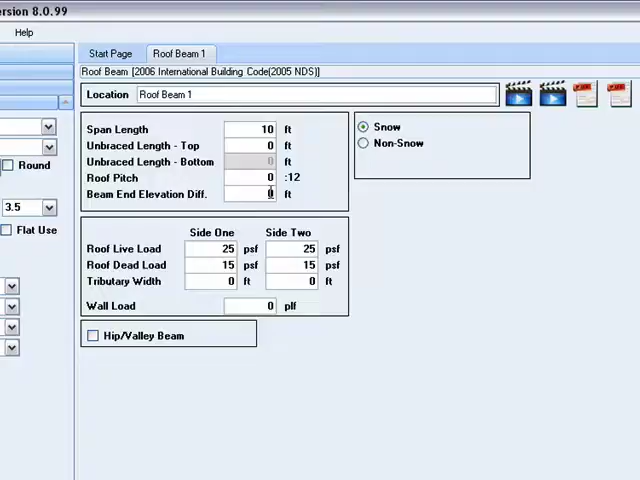 ersion 8.0.99
Help
Start Page
Roof Beam 1
Roof Beam [2006 International Building Code(2005 NDS)]
Location
Roof Beam 1
Span Length 10 ft
Unbraced Length - Top 0 ft
Unbraced Length - Bottom 0 ft
Roof Pitch 0 :12
Beam End Elevation Diff. 0 ft
Snow
Non-Snow
Round
3.5
Flat Use
Side One Side Two
Roof Live Load 25 psf 25 psf
Roof Dead Load 15 psf 15 psf
Tributary Width 0 ft 0 ft
Wall Load 0 plf
Hip/Valley Beam